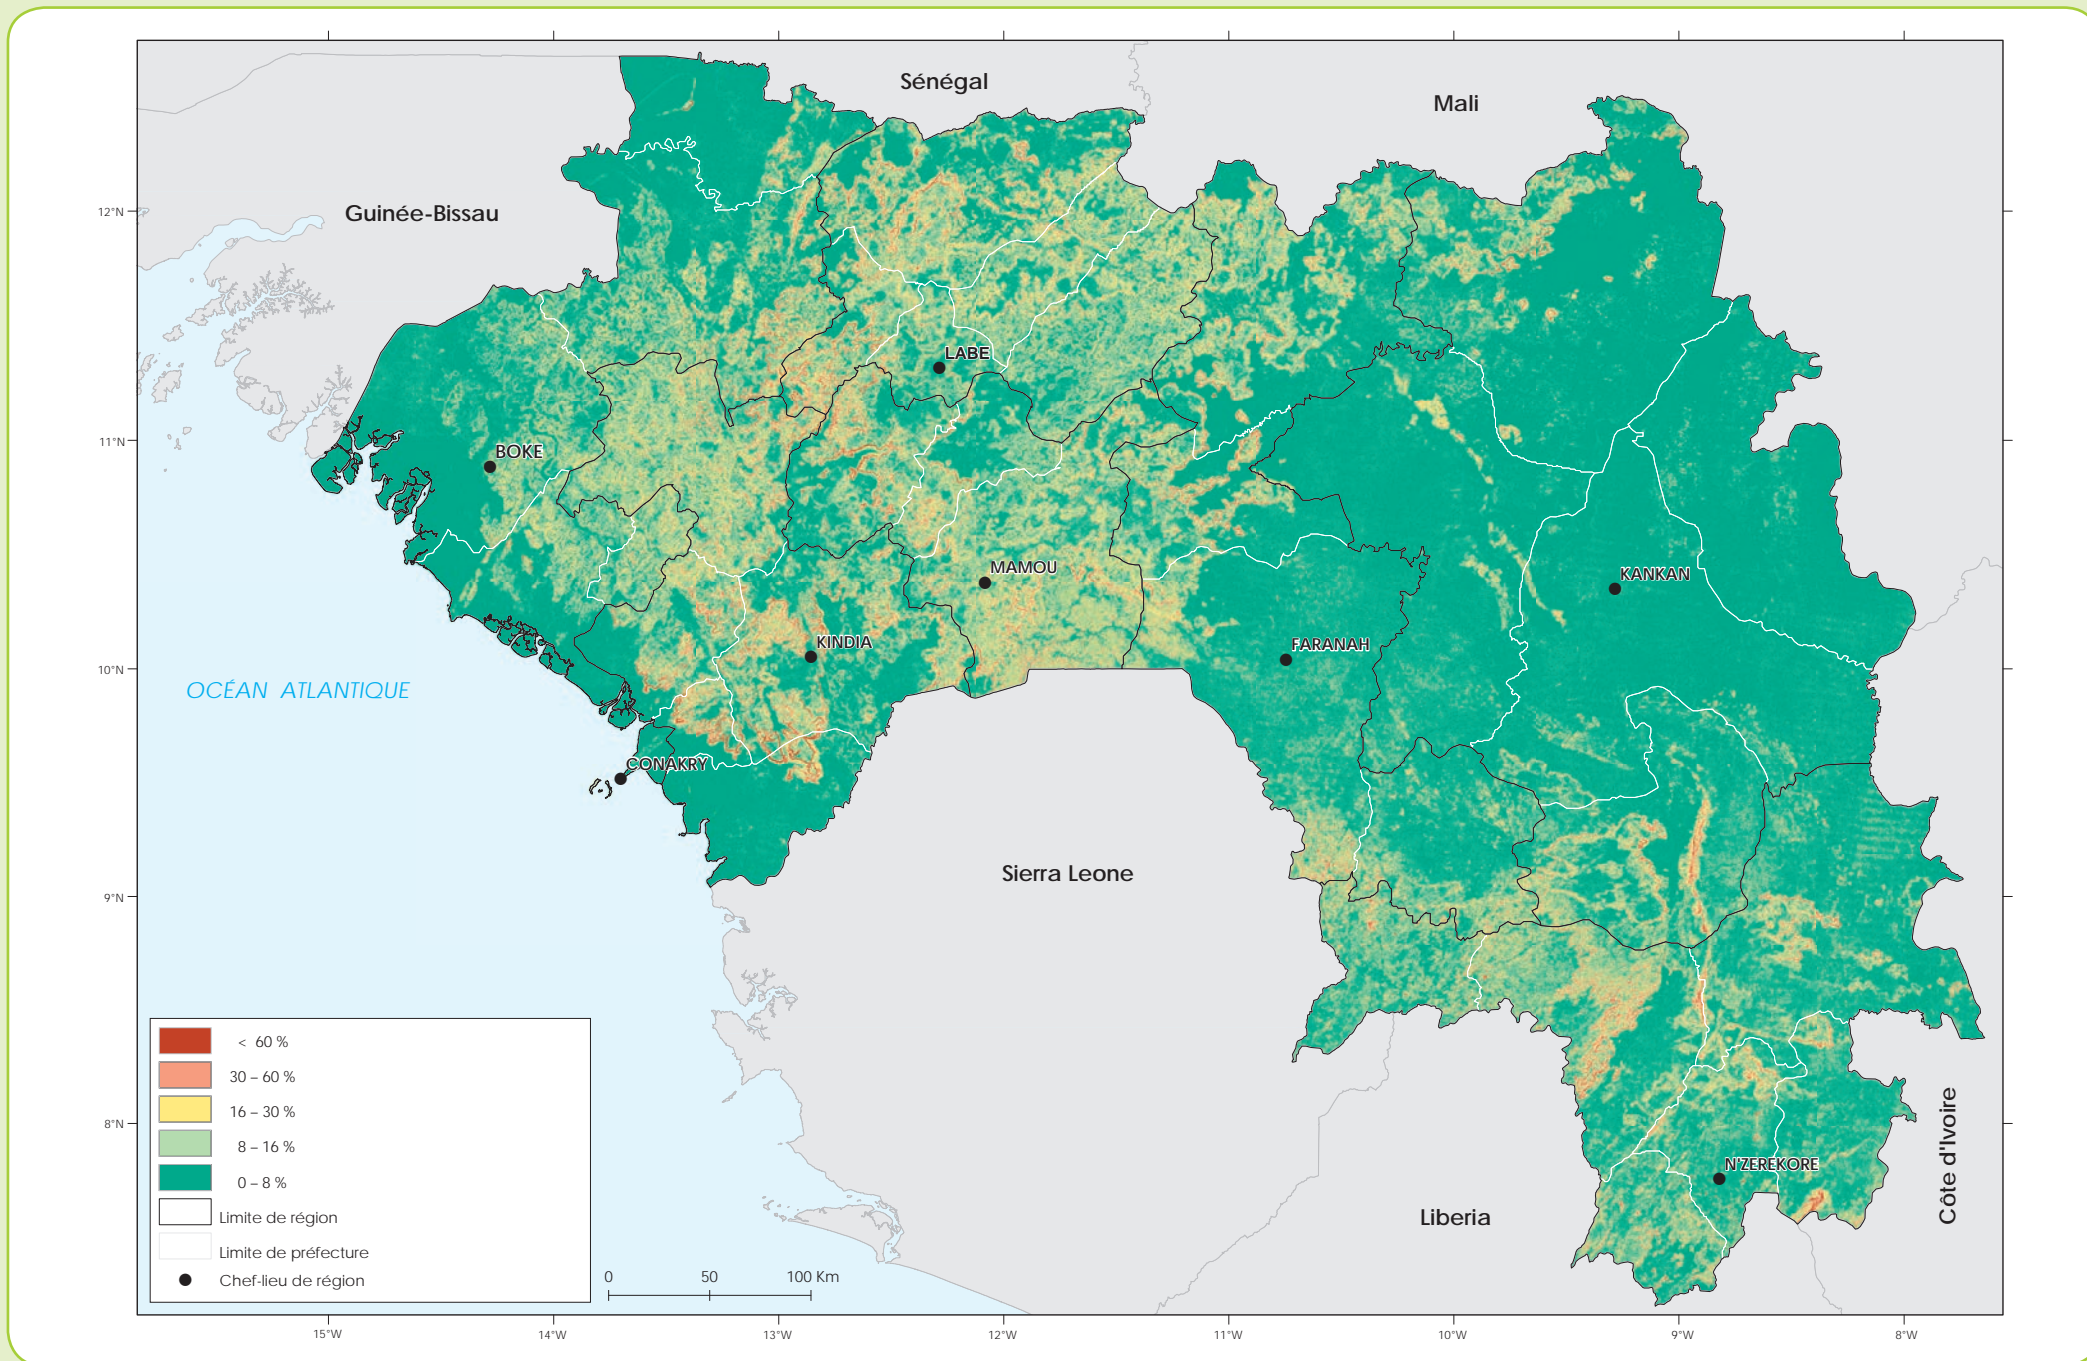 Sénégal
Mali
Guinée-Bissau
12°N
LABE
11°N
BOKE
MAMOU
KANKAN
KINDIA
FARANAH
10°N
OCÉAN ATLANTIQUE
CONAKRY
Sierra Leone
9°N
< 60 %
30 – 60 %
16 – 30 %
8 – 16 %
0 – 8 %
Limite de région
Limite de préfecture
Chef-lieu de région
8°N
N'ZEREKORE
Côte d'Ivoire
Liberia
0 50 100 Km
15°W 14°W 13°W 12°W 11°W 10°W 9°W 8°W